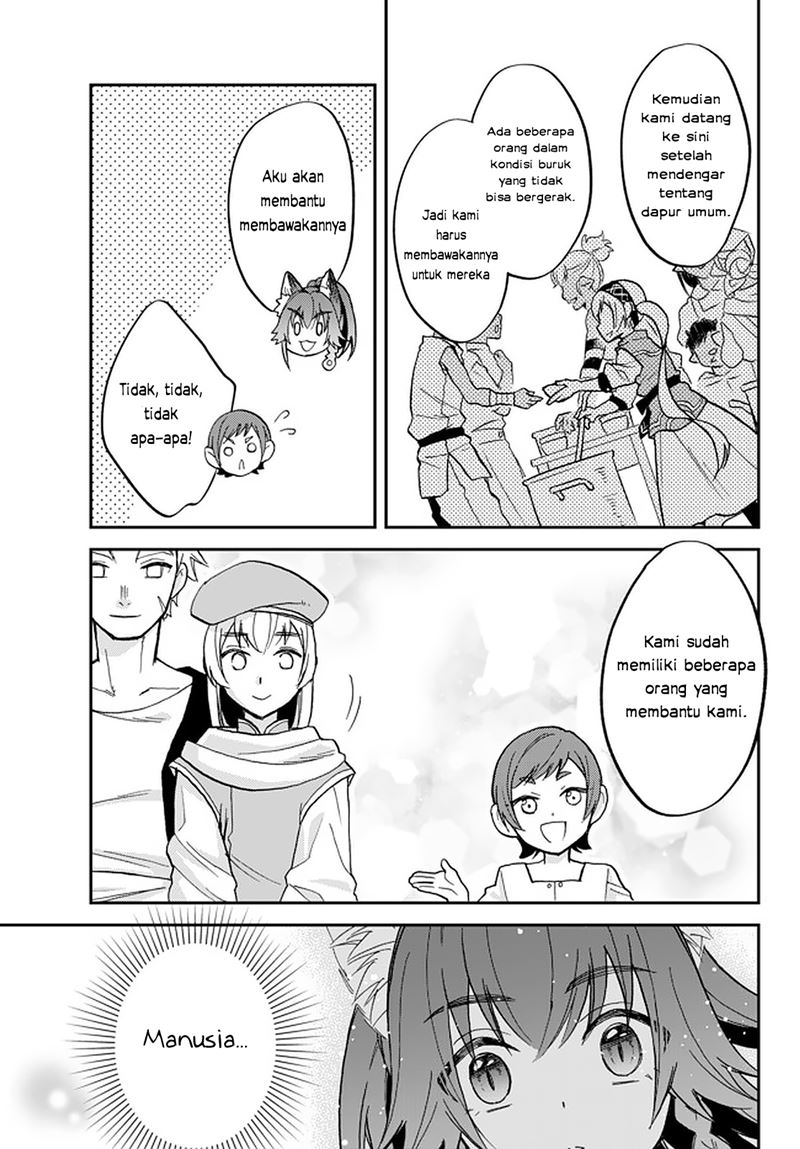 Kemudian
kami datang
ke sini
setelah
mendengar
tentang
dapur umum.
Ada beberapa
orang dalam
kondisi buruk
yang tidak
bisa bergerak.
Jadi kami
harus
membawakannya
untuk mereka
Aku akan
membantu
membawakannya
Tidak, tidak,
tidak
apa-apa!
Kami sudah
memiliki beberapa
orang yang
membantu kami.
Manusia...